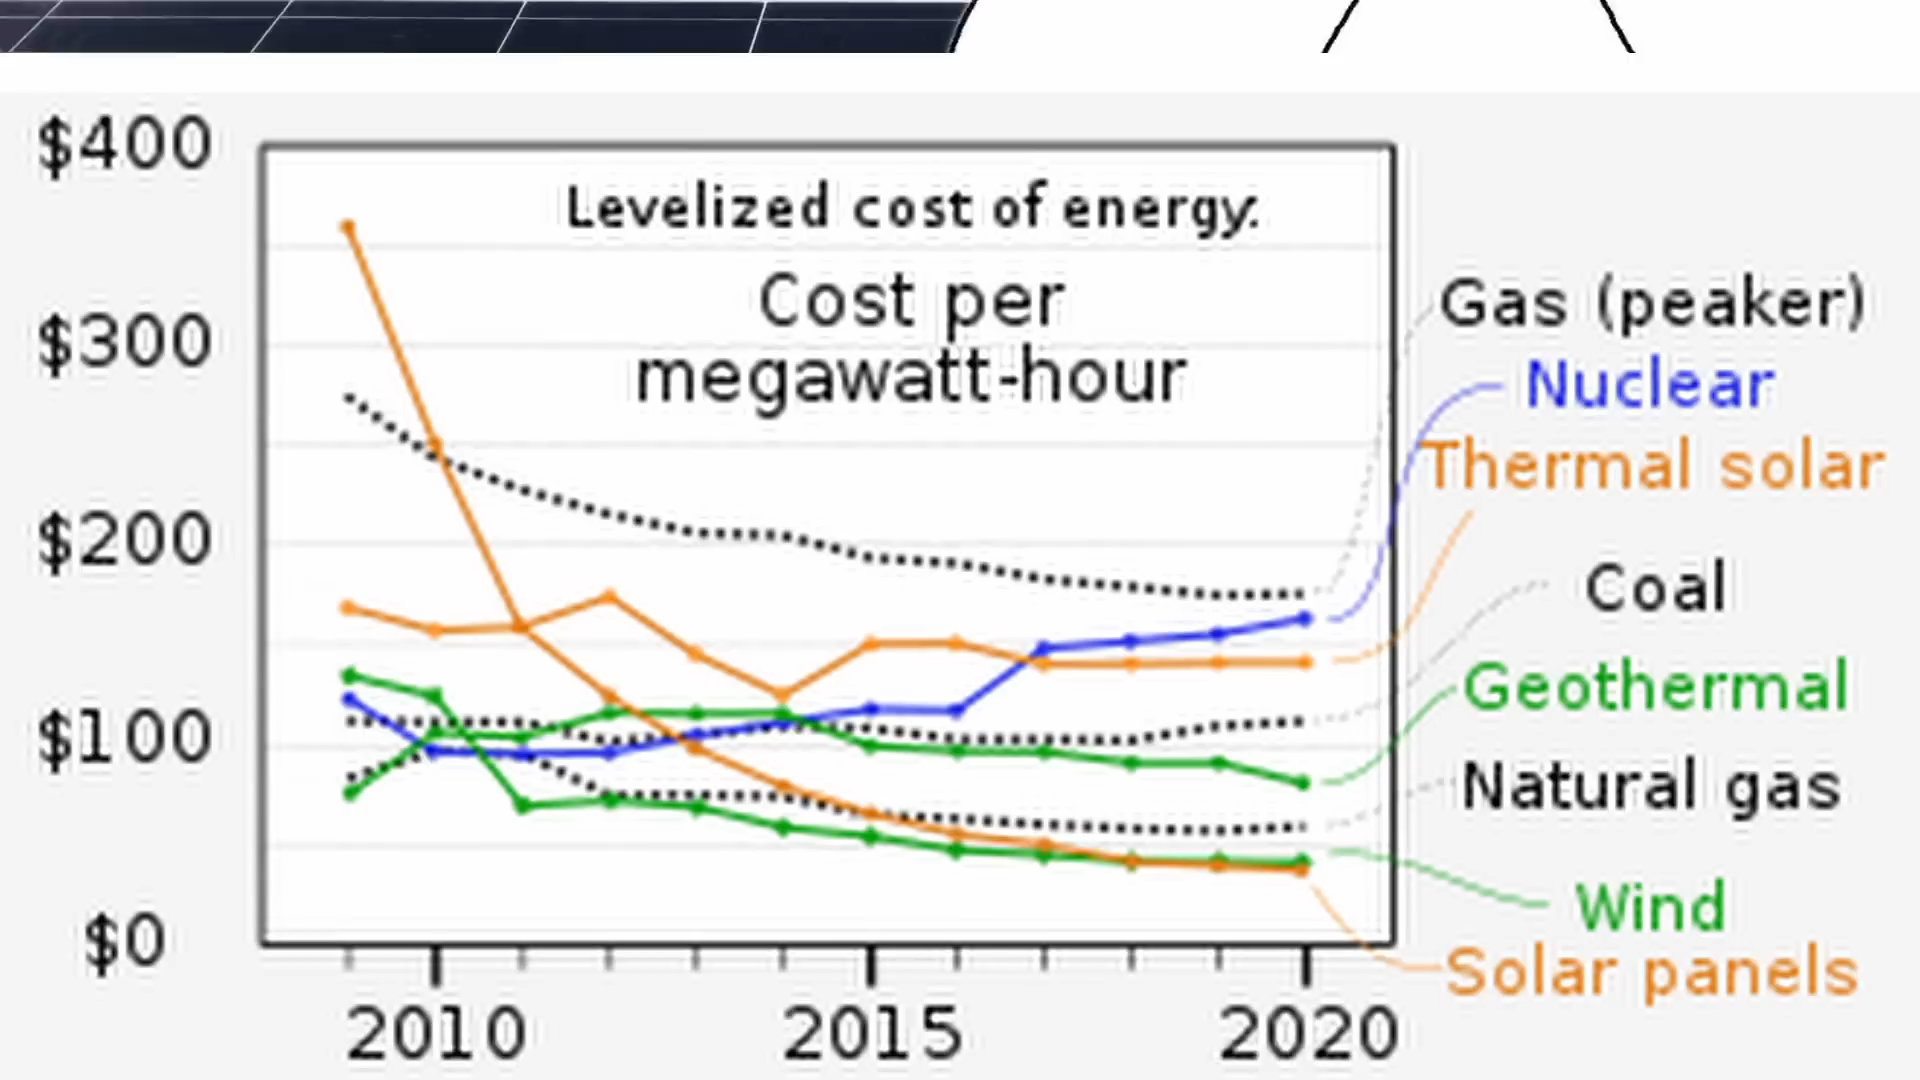 $400
Levelized cost of energy:
Cost per
megawatt-hour
$300
$200
$100
$0
Gas (peaker)
Nuclear
Thermal solar
Coal
Geothermal
Natural gas
Wind
Solar panels
2010
2015
2020